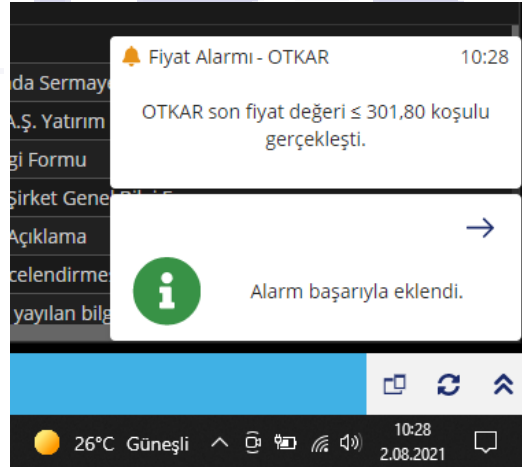 Fiyat Alarmı - OTKAR 10:28
OTKAR son fiyat değeri ≤ 301,80 koşulu
gerçekleşti.
da Sermaye
A.Ş. Yatırım
gi Formu
Şirket Genel
Açıklama
yayılan bilg
Alarm başarıyla eklendi.
26°C Güneşli
10:28
2.08.2021